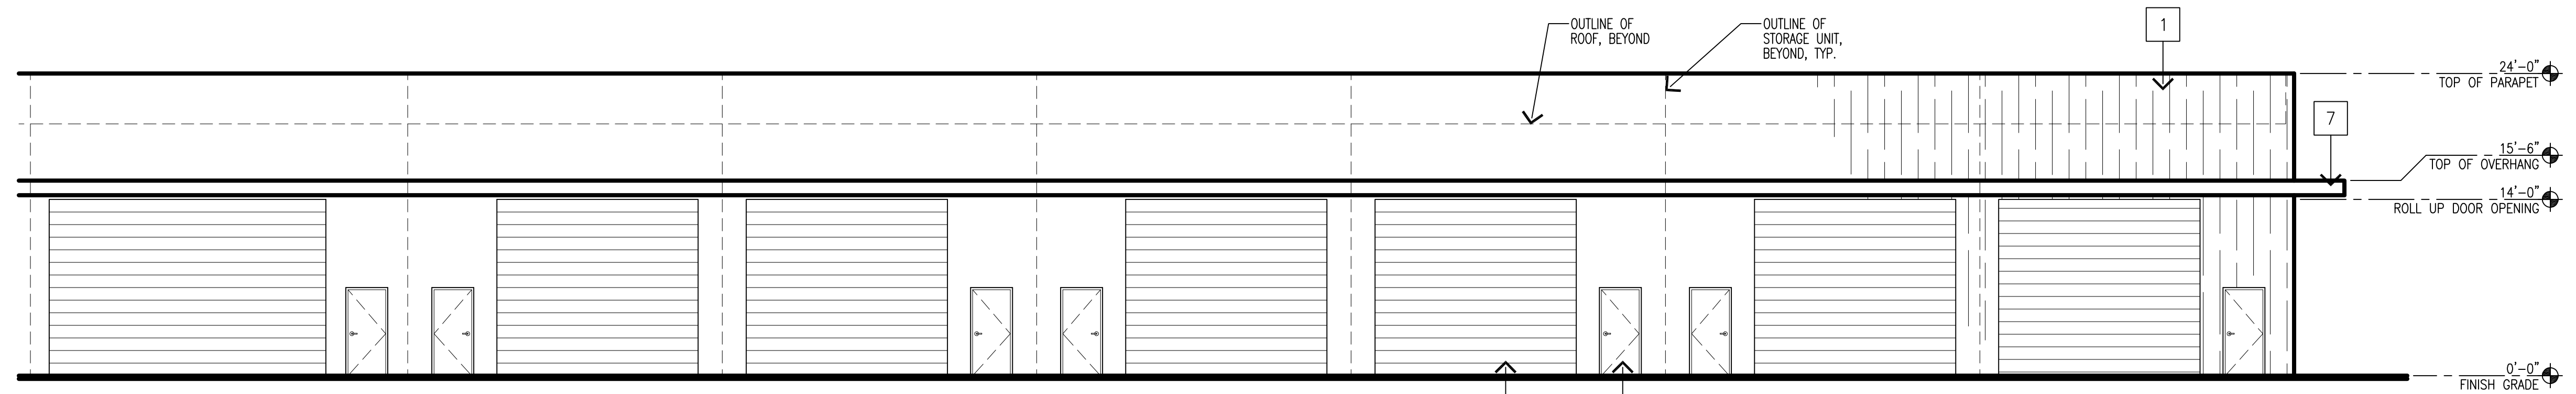 OUTLINE OF
ROOF, BEYOND
OUTLINE OF
STORAGE UNIT,
BEYOND, TYP.
1
24'-0"
TOP OF PARAPET
7
15'-6"
TOP OF OVERHANG
14'-0"
ROLL UP DOOR OPENING
0'-0"
FINISH GRADE